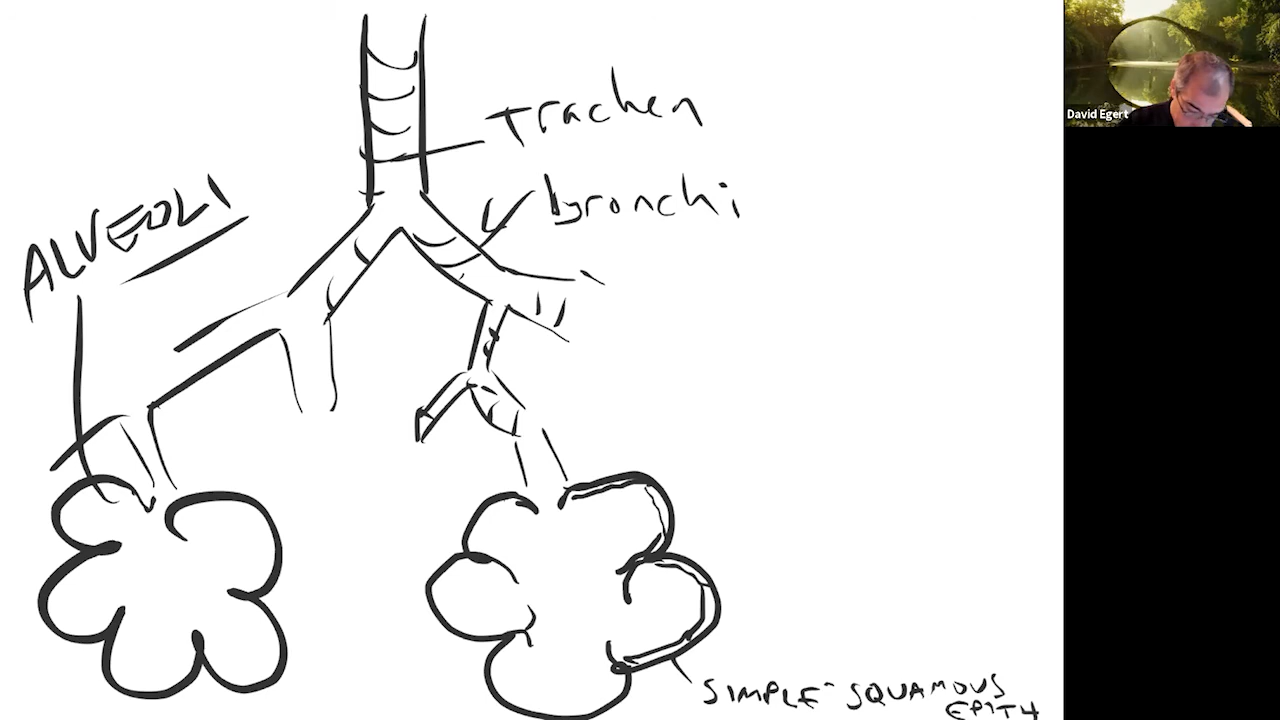 Trachea
bronchi
ALVEOLI
SIMPLE SQUAMOUS
EPITH
David Egert